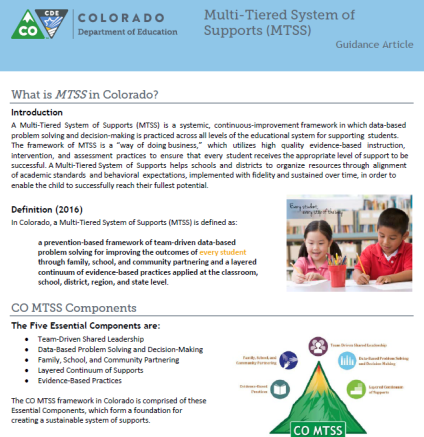 CO
CDE
COLORADO
Department of Education
Multi-Tiered System of
Supports (MTSS)
Guidance Article
What is MTSS in Colorado?
Introduction
A Multi-Tiered System of Supports (MTSS) is a systemic, continuous-improvement framework in which data-based
problem solving and decision-making is practiced across all levels of the educational system for supporting students.
The framework of MTSS is a “way of doing business,” which utilizes high quality evidence-based instruction,
intervention, and assessment practices to ensure that every student receives the appropriate level of support to be
successful. A Multi-Tiered System of Supports helps schools and districts to organize resources through alignment
of academic standards and behavioral expectations, implemented with fidelity and sustained over time, in order to
enable the child to successfully reach their fullest potential.
Definition (2016)
In Colorado, a Multi-Tiered System of Supports (MTSS) is defined as:
a prevention-based framework of team-driven data-based
problem solving for improving the outcomes of every student
through family, school, and community partnering and a layered
continuum of evidence-based practices applied at the classroom,
school, district, region, and state level.
Every student,
every step of the way
CO MTSS Components
The Five Essential Components are:
• Team-Driven Shared Leadership
• Data-Based Problem Solving and Decision-Making
• Family, School, and Community Partnering
• Layered Continuum of Supports
• Evidence-Based Practices
The CO MTSS framework in Colorado is comprised of these
Essential Components, which form a foundation for
creating a sustainable system of supports.
Team-Driven Shared Leadership
Family, School, and
Community Partnering
Data-Based Problem Solving
and Decision Making
Evidence-Based
Practices
Layered Continuum of
Supports
CO MTSS